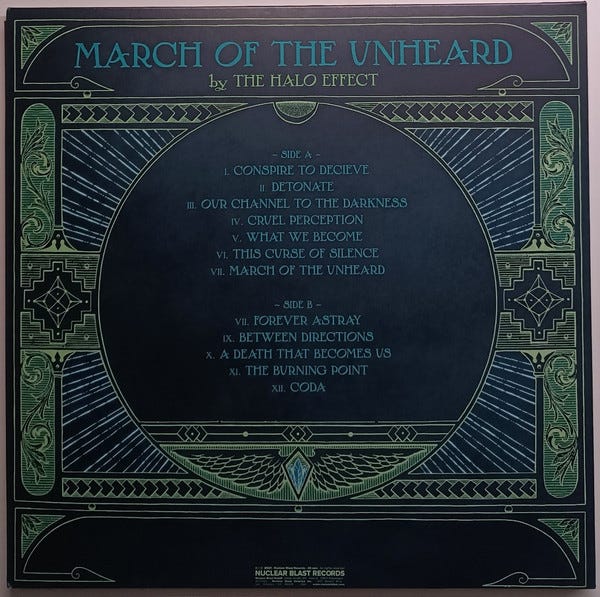 MARCH OF THE UNHEARD
by THE HALO EFFECT
~ SIDE A ~
I. CONSPIRE TO DECIEVE
II. DETONATE
III. OUR CHANNEL TO THE DARKNESS
IV. CRUEL PERCEPTION
V. WHAT WE BECOME
VI. THIS CURSE OF SILENCE
VII. MARCH OF THE UNHEARD
~ SIDE B ~
VII. FOREVER ASTRAY
IX. BETWEEN DIRECTIONS
X. A DEATH THAT BECOMES US
XI. THE BURNING POINT
XII. CODA
NUCLEAR BLAST RECORDS